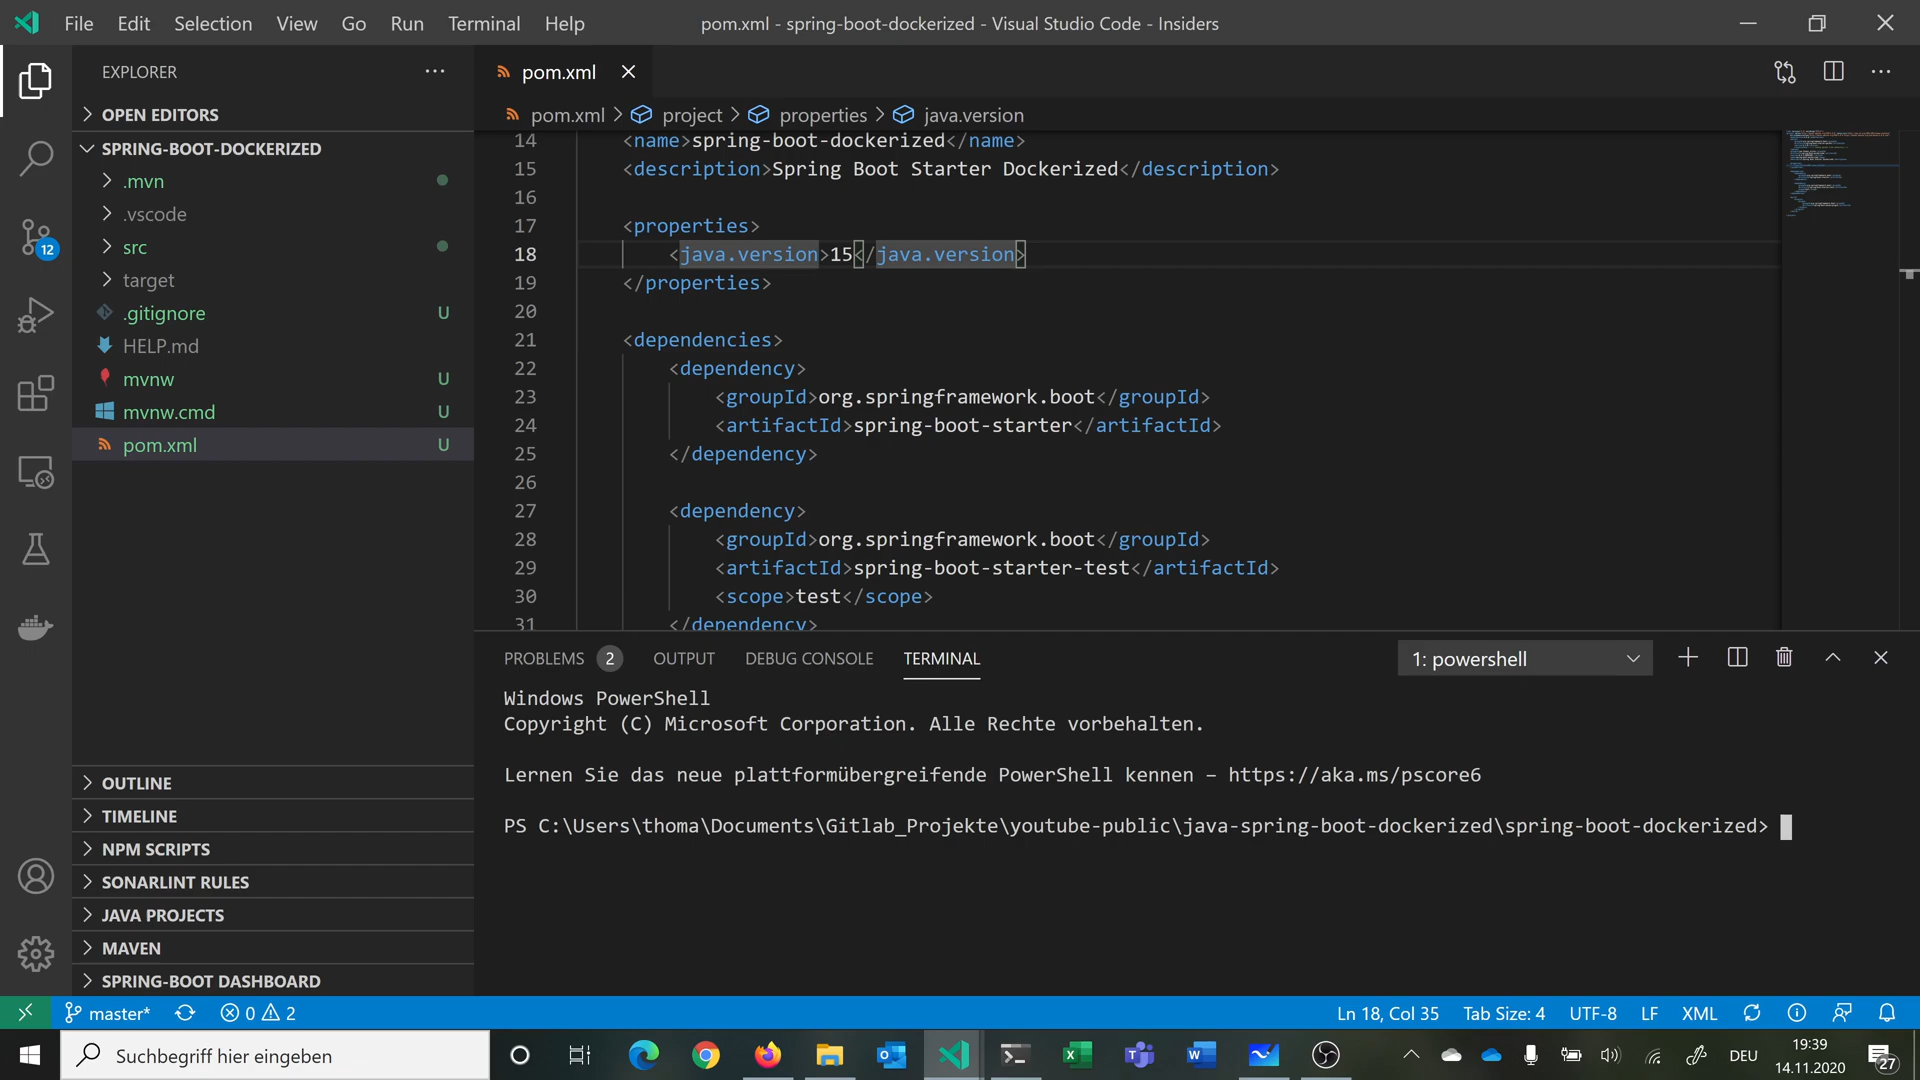 File Edit Selection View Go Run Terminal Help
pom.xml - spring-boot-dockerized - Visual Studio Code - Insiders
EXPLORER
OPEN EDITORS
SPRING-BOOT-DOCKERIZED
.mvn
.vscode
src
target
.gitignore U
HELP.md
mvnw U
mvnw.cmd U
pom.xml U
OUTLINE
TIMELINE
NPM SCRIPTS
SONARLINT RULES
JAVA PROJECTS
MAVEN
SPRING-BOOT DASHBOARD
12
pom.xml
pom.xml > project > properties > java.version
14 <name>spring-boot-dockerized</name>
15 <description>Spring Boot Starter Dockerized</description>
16
17 <properties>
18 <java.version>15</java.version>
19 </properties>
20
21 <dependencies>
22 <dependency>
23 <groupId>org.springframework.boot</groupId>
24 <artifactId>spring-boot-starter</artifactId>
25 </dependency>
26
27 <dependency>
28 <groupId>org.springframework.boot</groupId>
29 <artifactId>spring-boot-starter-test</artifactId>
30 <scope>test</scope>
31 </dependency>
PROBLEMS 2 OUTPUT DEBUG CONSOLE TERMINAL
1: powershell
Windows PowerShell
Copyright (C) Microsoft Corporation. Alle Rechte vorbehalten.
Lernen Sie das neue plattformübergreifende PowerShell kennen – https://aka.ms/pscore6
PS C:\Users\thoma\Documents\Gitlab_Projekte\youtube-public\java-spring-boot-dockerized\spring-boot-dockerized>
master* 0 2
Ln 18, Col 35 Tab Size: 4 UTF-8 LF XML
Suchbegriff hier eingeben
DEU
19:39
14.11.2020
27